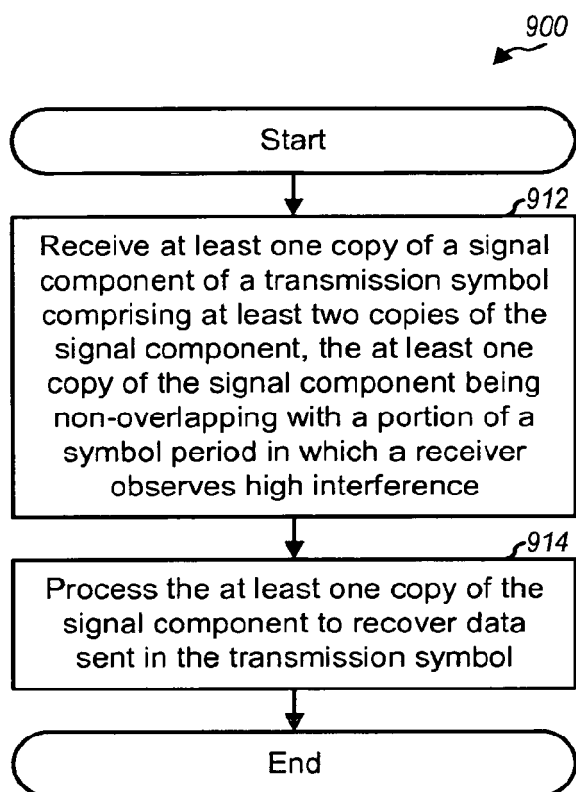 900
Start
912
Receive at least one copy of a signal
component of a transmission symbol
comprising at least two copies of the
signal component, the at least one
copy of the signal component being
non-overlapping with a portion of a
symbol period in which a receiver
observes high interference
914
Process the at least one copy of the
signal component to recover data
sent in the transmission symbol
End